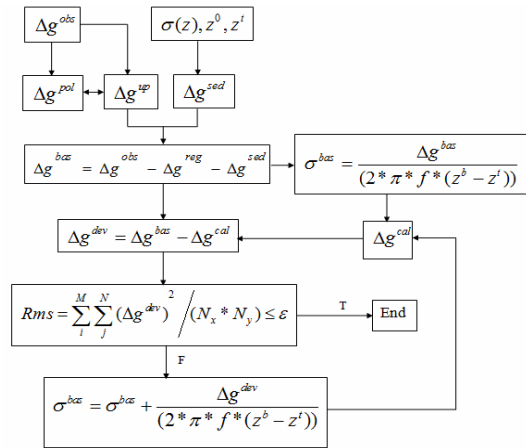 Δg^{obs}
σ(z), z^0, z^t
Δg^{pol}
Δg^{up}
Δg^{sed}
Δg^{bas} = Δg^{obs} − Δg^{reg} − Δg^{sed}
σ^{bas} = Δg^{bas} / (2*π*f*(z^b − z^t))
Δg^{dev} = Δg^{bas} − Δg^{cal}
Δg^{cal}
Rms = ∑_i^M ∑_j^N (Δg^{dev})^2 / (N_x * N_y) ≤ ε
T
End
F
σ^{bas} = σ^{bas} + Δg^{dev} / (2*π*f*(z^b − z^t))